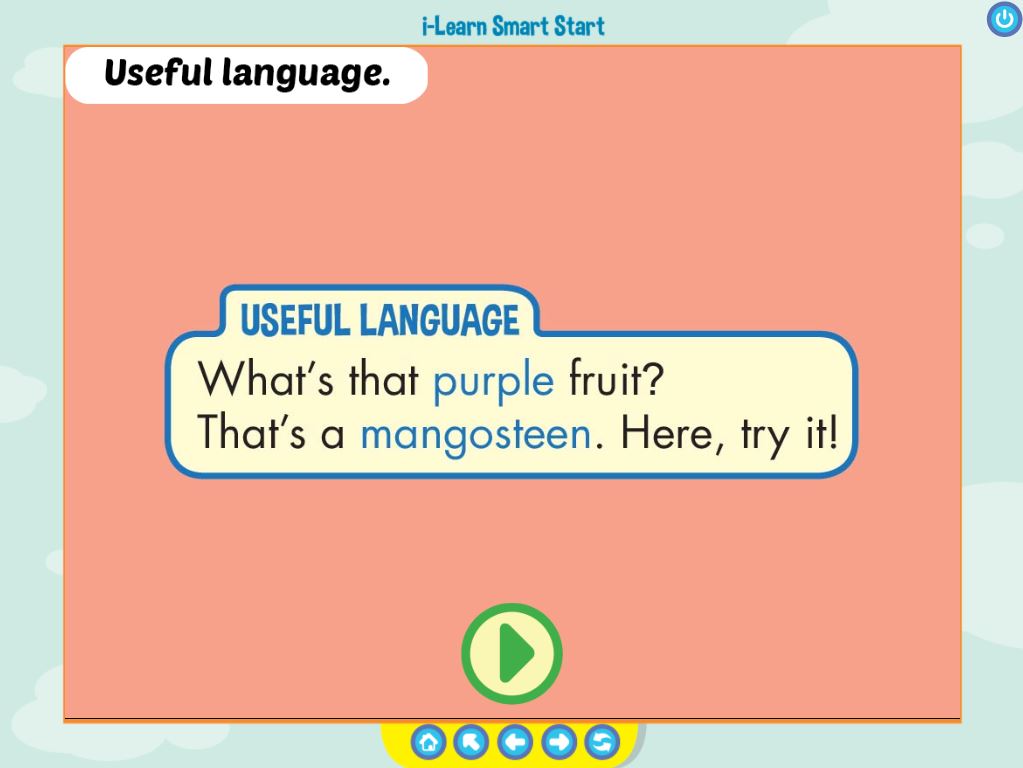 i-Learn Smart Start
Useful language.
USEFUL LANGUAGE
What's that purple fruit?
That's a mangosteen. Here, try it!